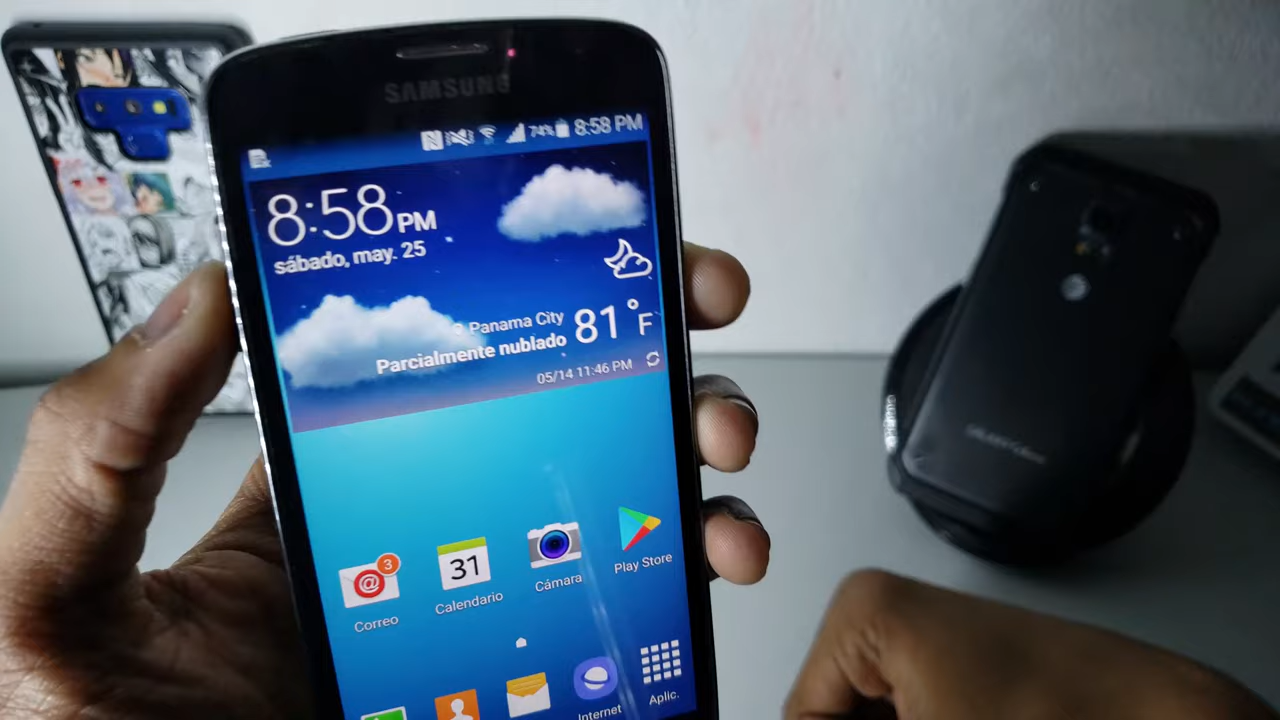 SAMSUNG
74% 8:58 PM
8:58 PM
sábado, may. 25
Panama City
81°F
Parcialmente nublado
05/14 11:46 PM
3
31
Correo
Calendario
Cámara
Play Store
Internet
Aplic.